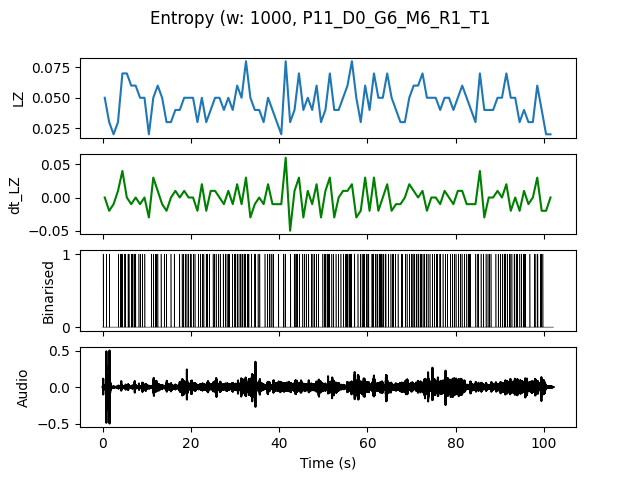 Entropy (w: 1000, P11_D0_G6_M6_R1_T1
0.075
0.050
0.025
LZ
0.05
0.00
−0.05
dt_LZ
1
0
Binarised
0.5
0.0
−0.5
Audio
0 20 40 60 80 100
Time (s)